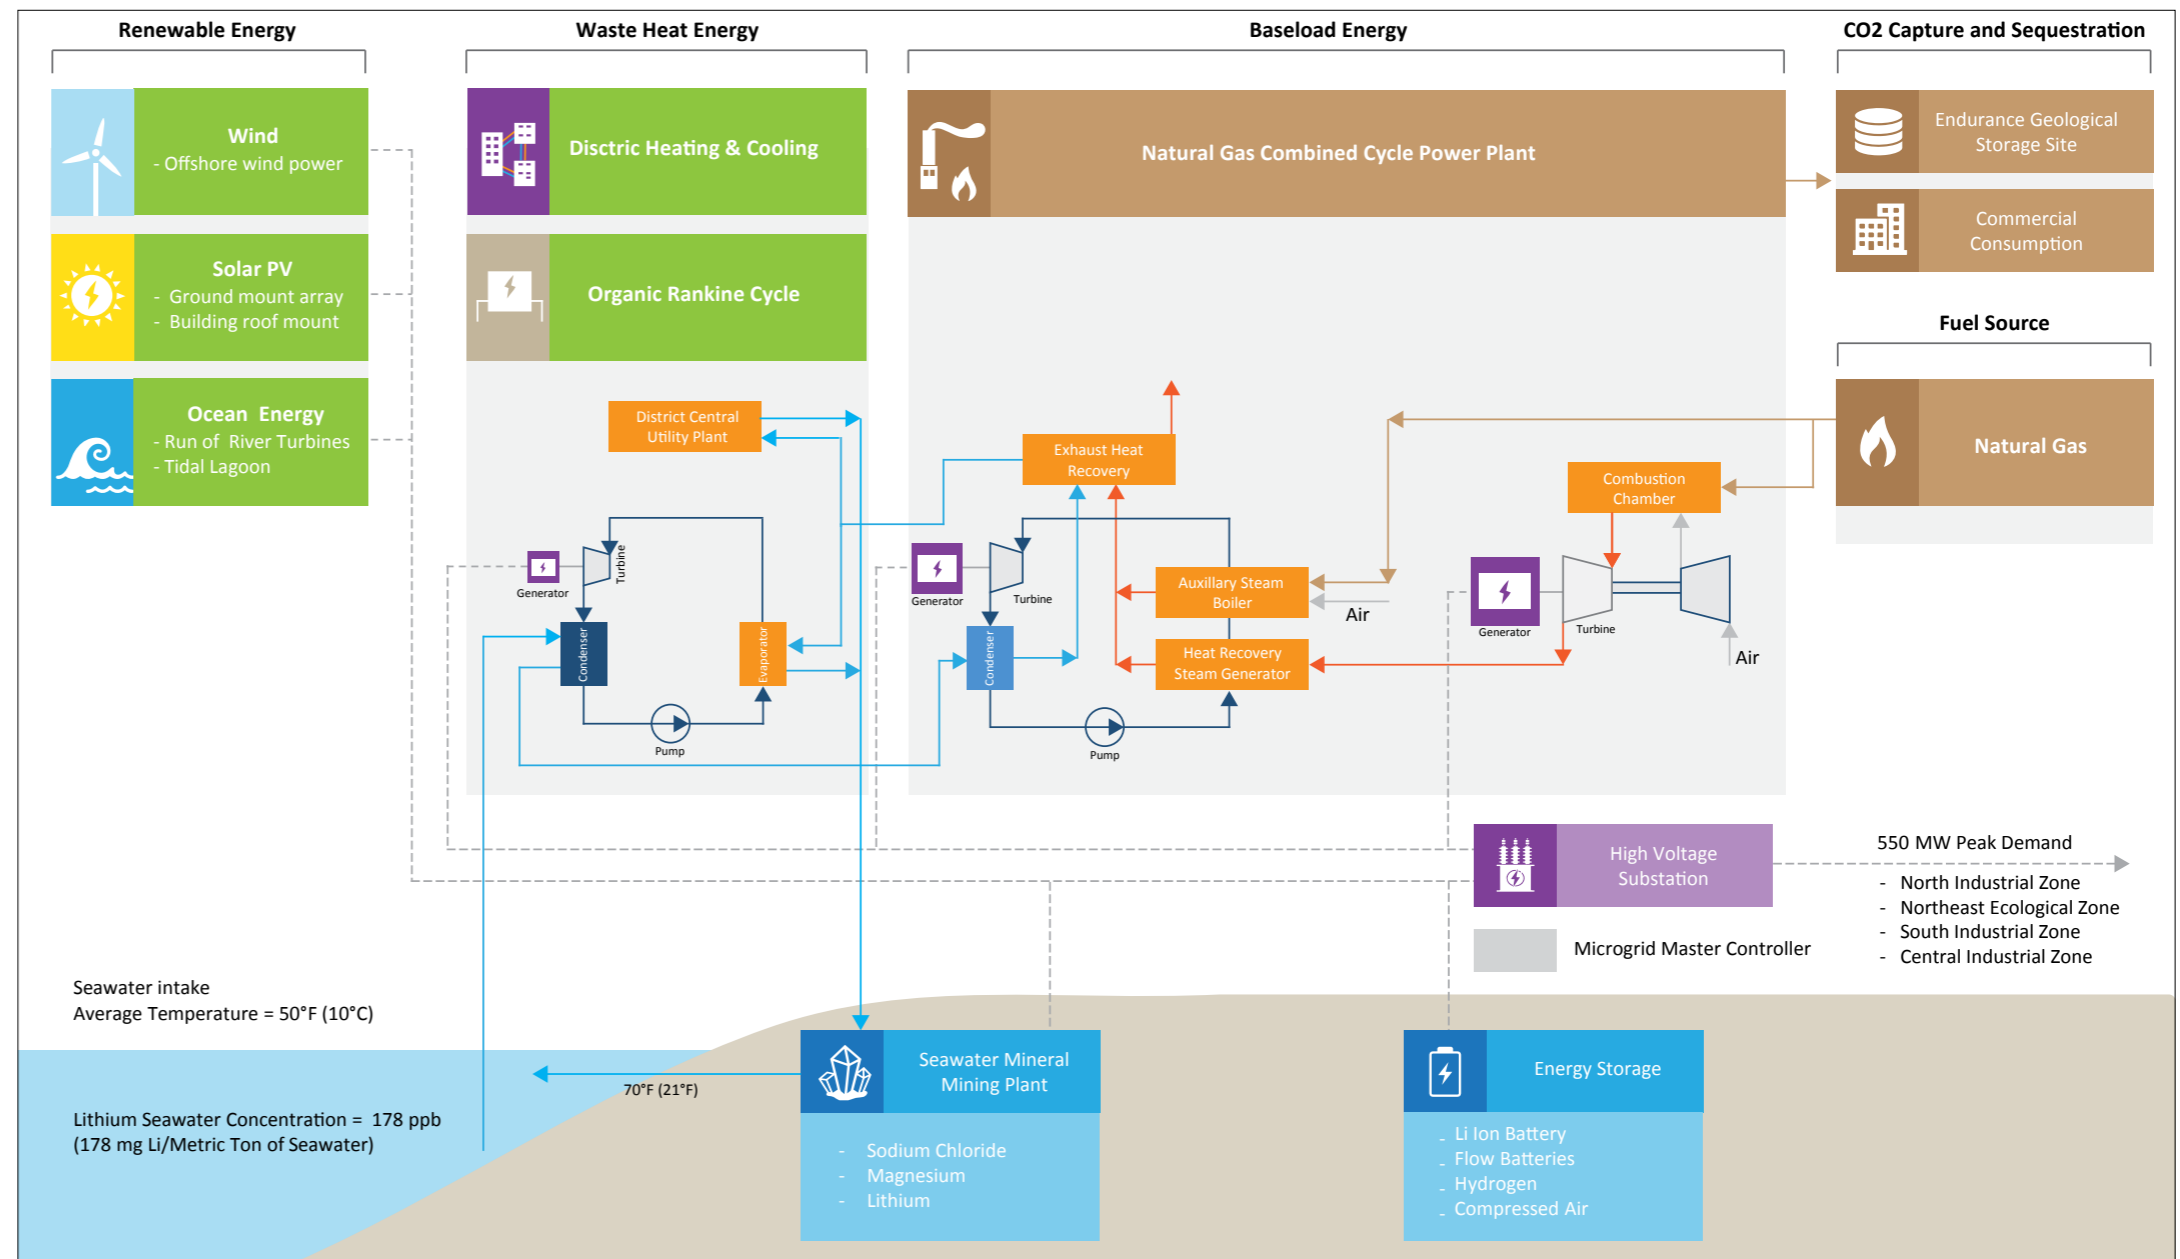 Renewable Energy
Wind
- Offshore wind power
Solar PV
- Ground mount array
- Building roof mount
Ocean Energy
- Run of River Turbines
- Tidal Lagoon
Waste Heat Energy
Disctric Heating & Cooling
Organic Rankine Cycle
District Central
Utility Plant
Turbine
Generator
Condenser
Evaporator
Pump
Baseload Energy
Natural Gas Combined Cycle Power Plant
Exhaust Heat
Recovery
Combustion
Chamber
Generator
Turbine
Auxillary Steam
Boiler
Air
Condenser
Heat Recovery
Steam Generator
Pump
Generator
Turbine
Air
CO2 Capture and Sequestration
Endurance Geological
Storage Site
Commercial
Consumption
Fuel Source
Natural Gas
High Voltage
Substation
550 MW Peak Demand
- North Industrial Zone
- Northeast Ecological Zone
- South Industrial Zone
- Central Industrial Zone
Microgrid Master Controller
Seawater intake
Average Temperature = 50°F (10°C)
70°F (21°F)
Lithium Seawater Concentration = 178 ppb
(178 mg Li/Metric Ton of Seawater)
Seawater Mineral
Mining Plant
- Sodium Chloride
- Magnesium
- Lithium
Energy Storage
- Li Ion Battery
- Flow Batteries
- Hydrogen
- Compressed Air